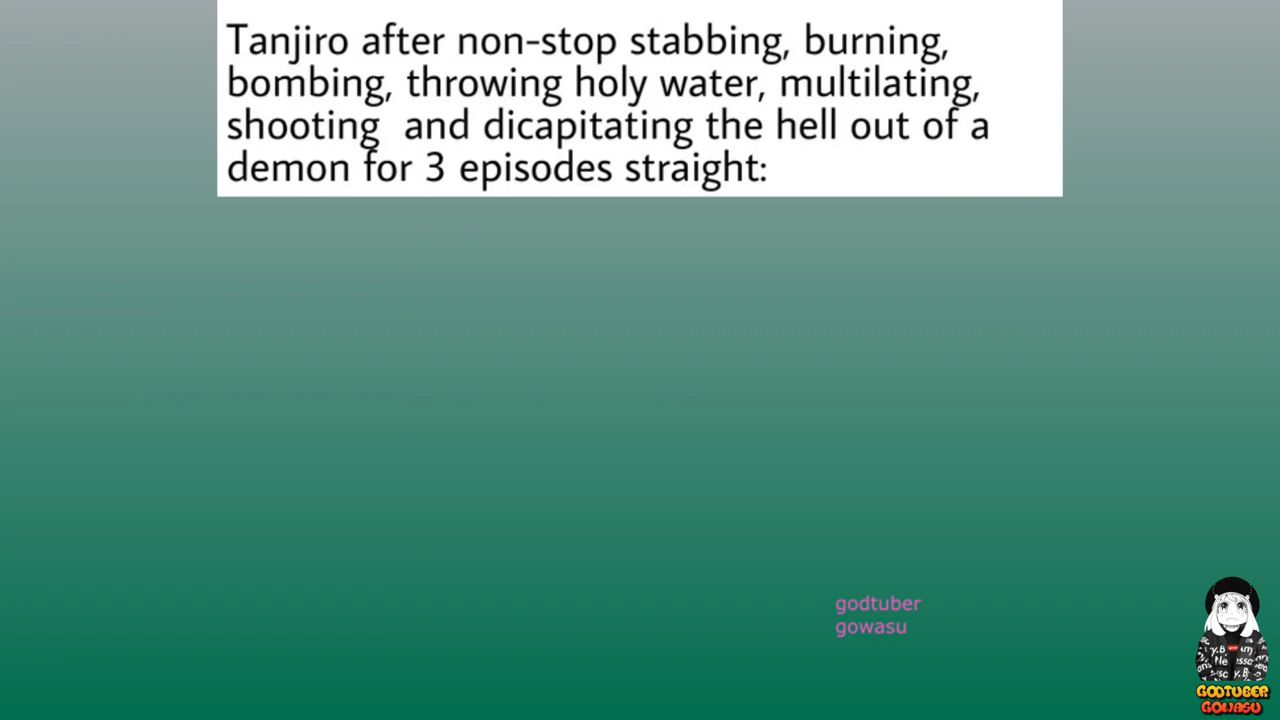 Tanjiro after non-stop stabbing, burning,
bombing, throwing holy water, multilating,
shooting  and dicapitating the hell out of a
demon for 3 episodes straight:
godtuber
gowasu
GODTUBER
GOWASU